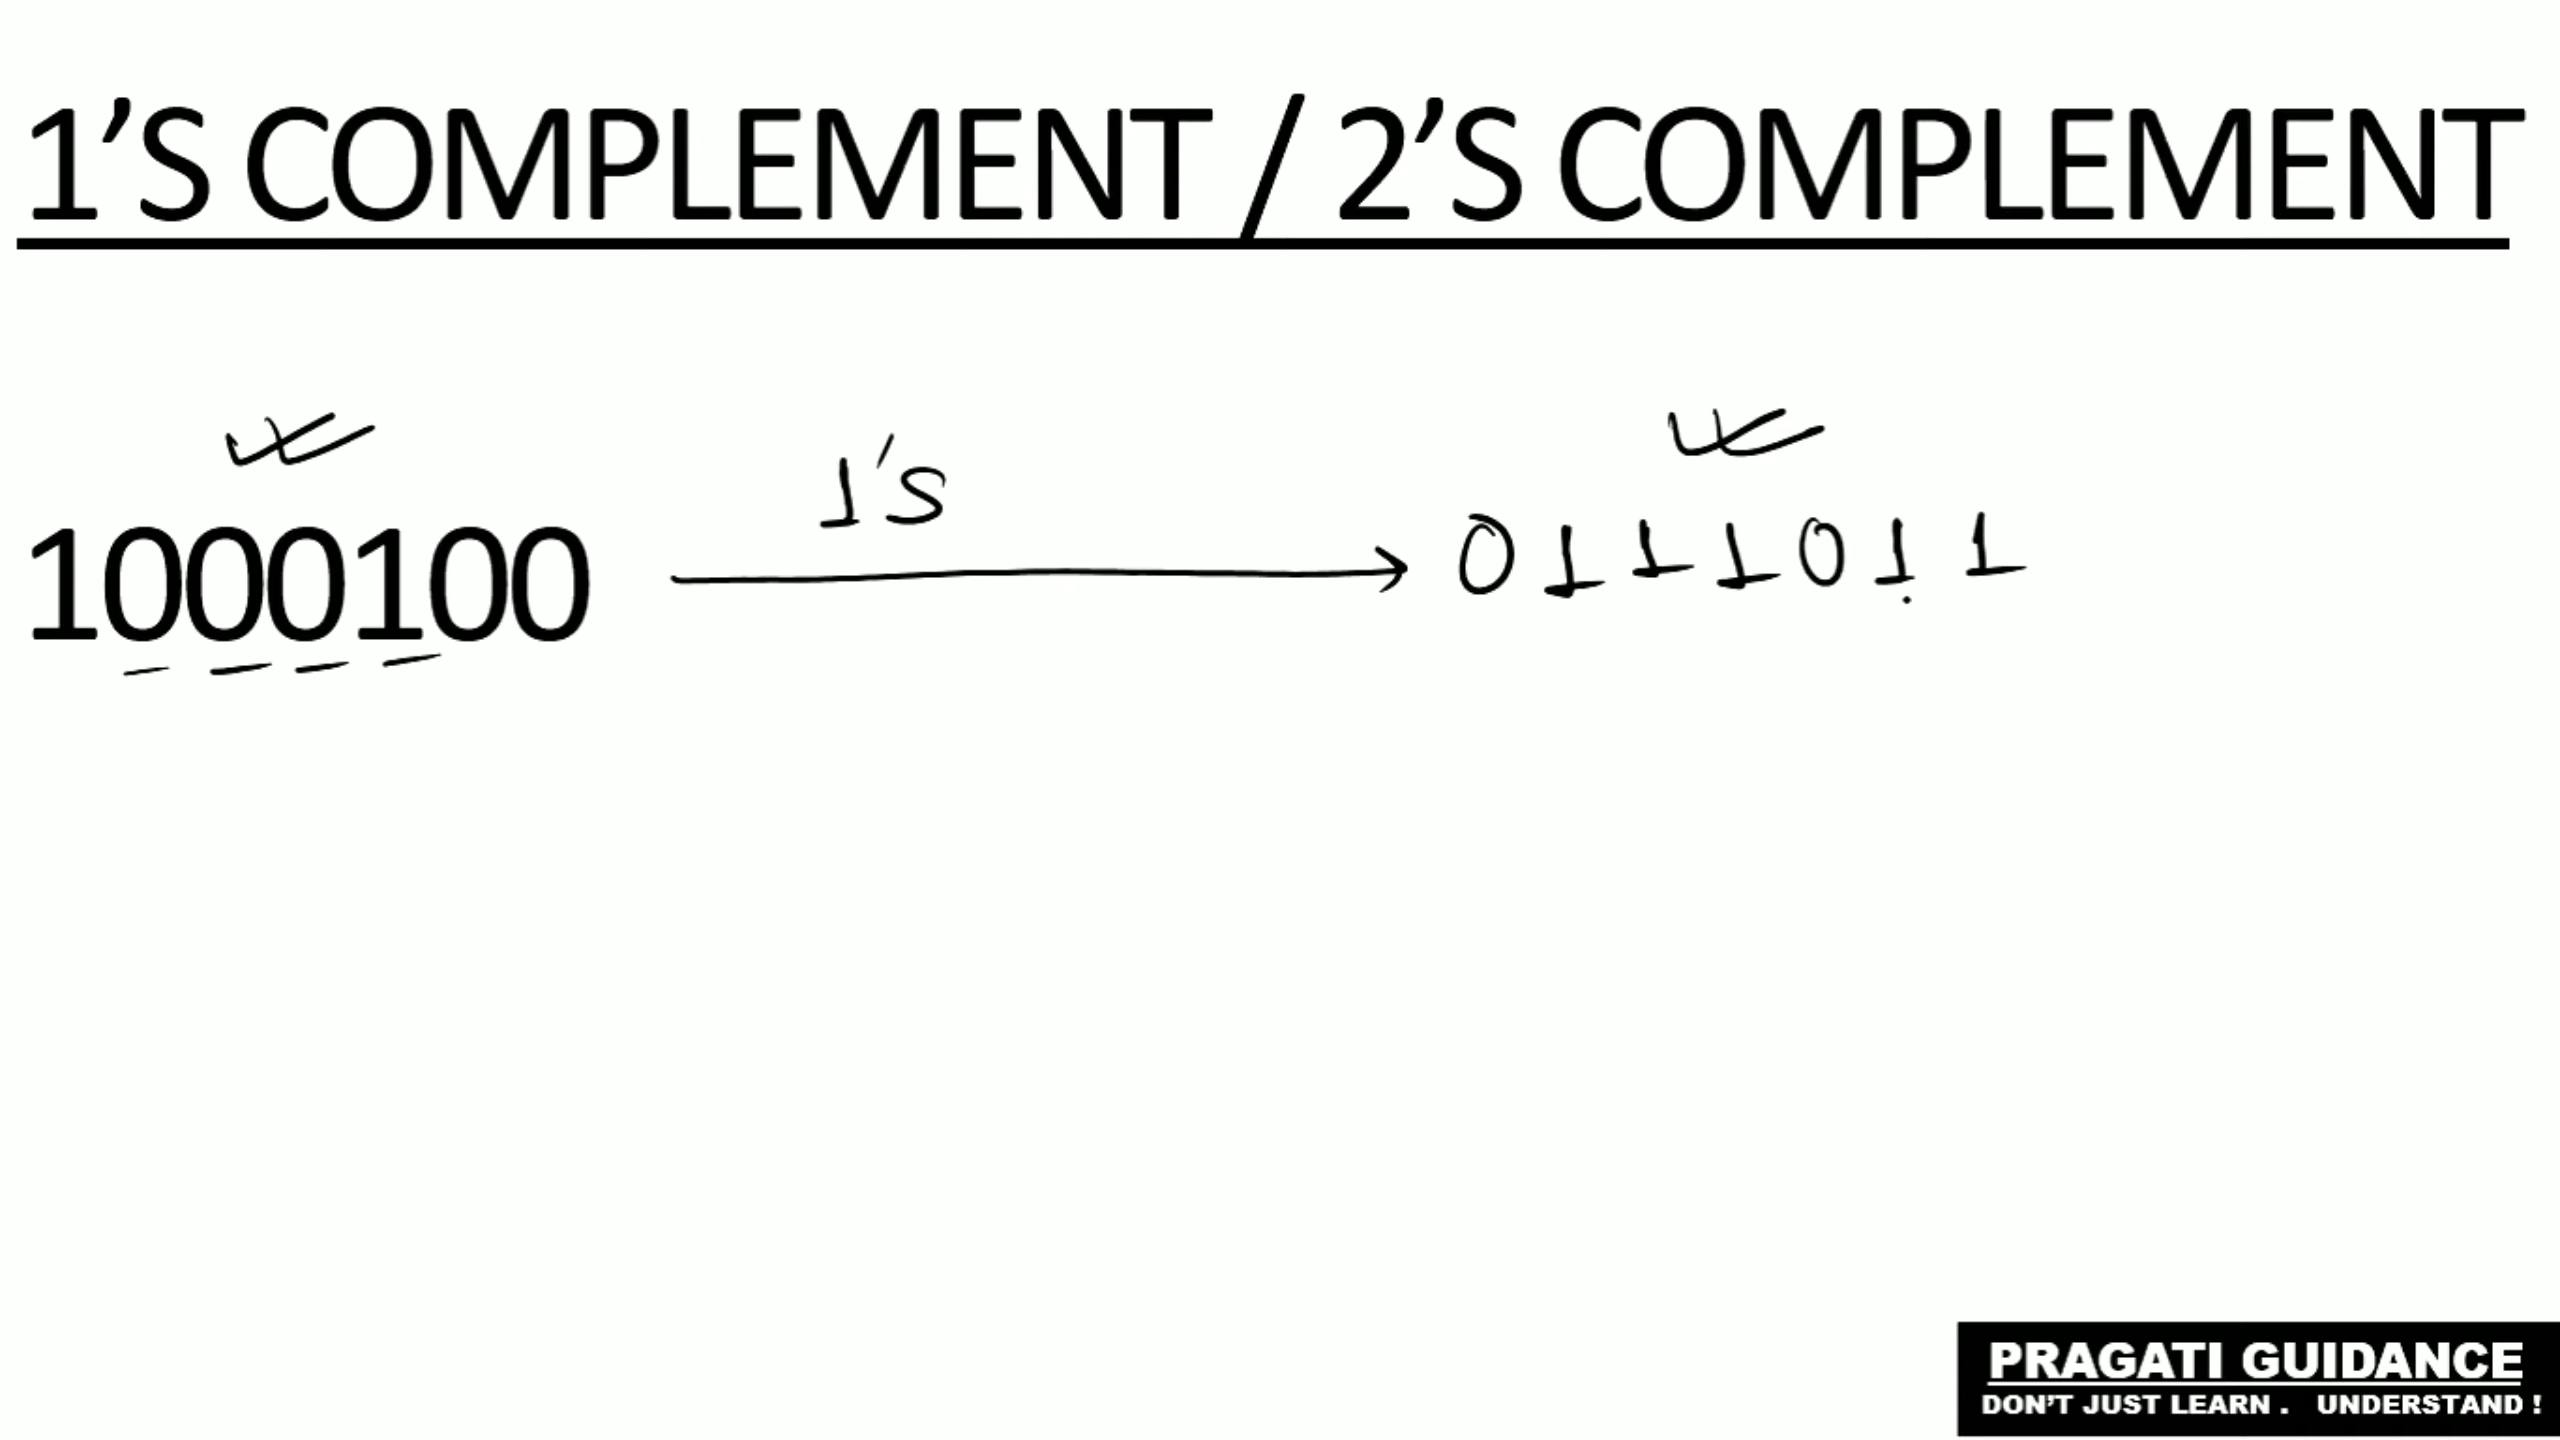 1'S COMPLEMENT / 2'S COMPLEMENT
1's
1000100 → 0111011
PRAGATI GUIDANCE
DON'T JUST LEARN . UNDERSTAND !